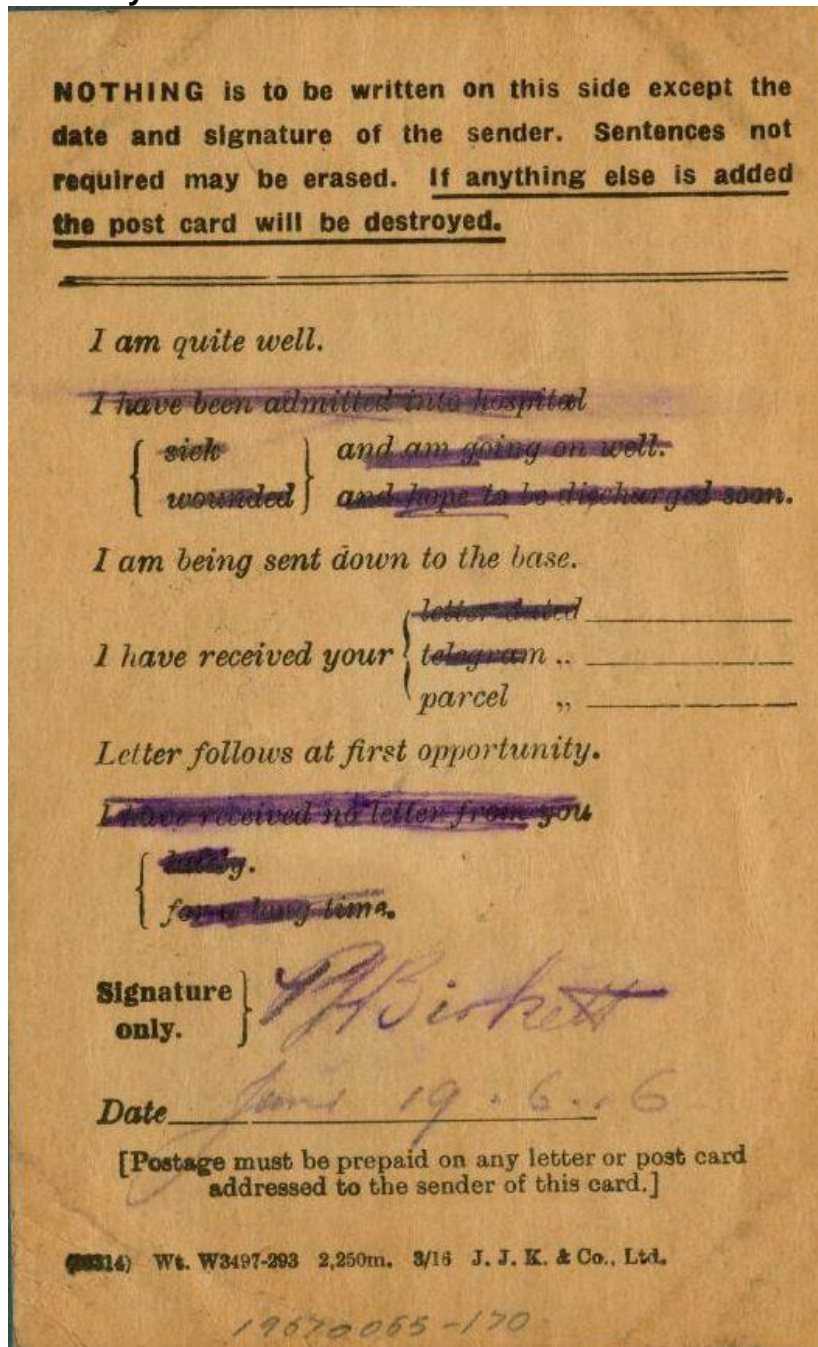 NOTHING is to be written on this side except the
date and signature of the sender. Sentences not
required may be erased. If anything else is added
the post card will be destroyed.
I am quite well.
I have been admitted into hospital
sick and am going on well.
wounded and hope to be discharged soon.
I am being sent down to the base.
letter dated
I have received your telegram ,,
parcel ,,
Letter follows at first opportunity.
I have received no letter from you
lately.
for a long time.
Signature
only. Birkett
Date June 19 . 6 . 16
[Postage must be prepaid on any letter or post card
addressed to the sender of this card.]
Wt. W3497-293 2,250m. 3/16 J. J. K. & Co., Ltd.
19670065-170